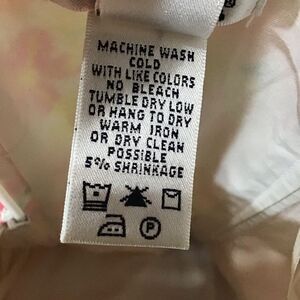 MACHINE WASH
COLD
WITH LIKE COLORS
NO BLEACH
TUMBLE DRY LOW
OR HANG TO DRY
WARM IRON
OR DRY CLEAN
POSSIBLE
5% SHRINKAGE
P